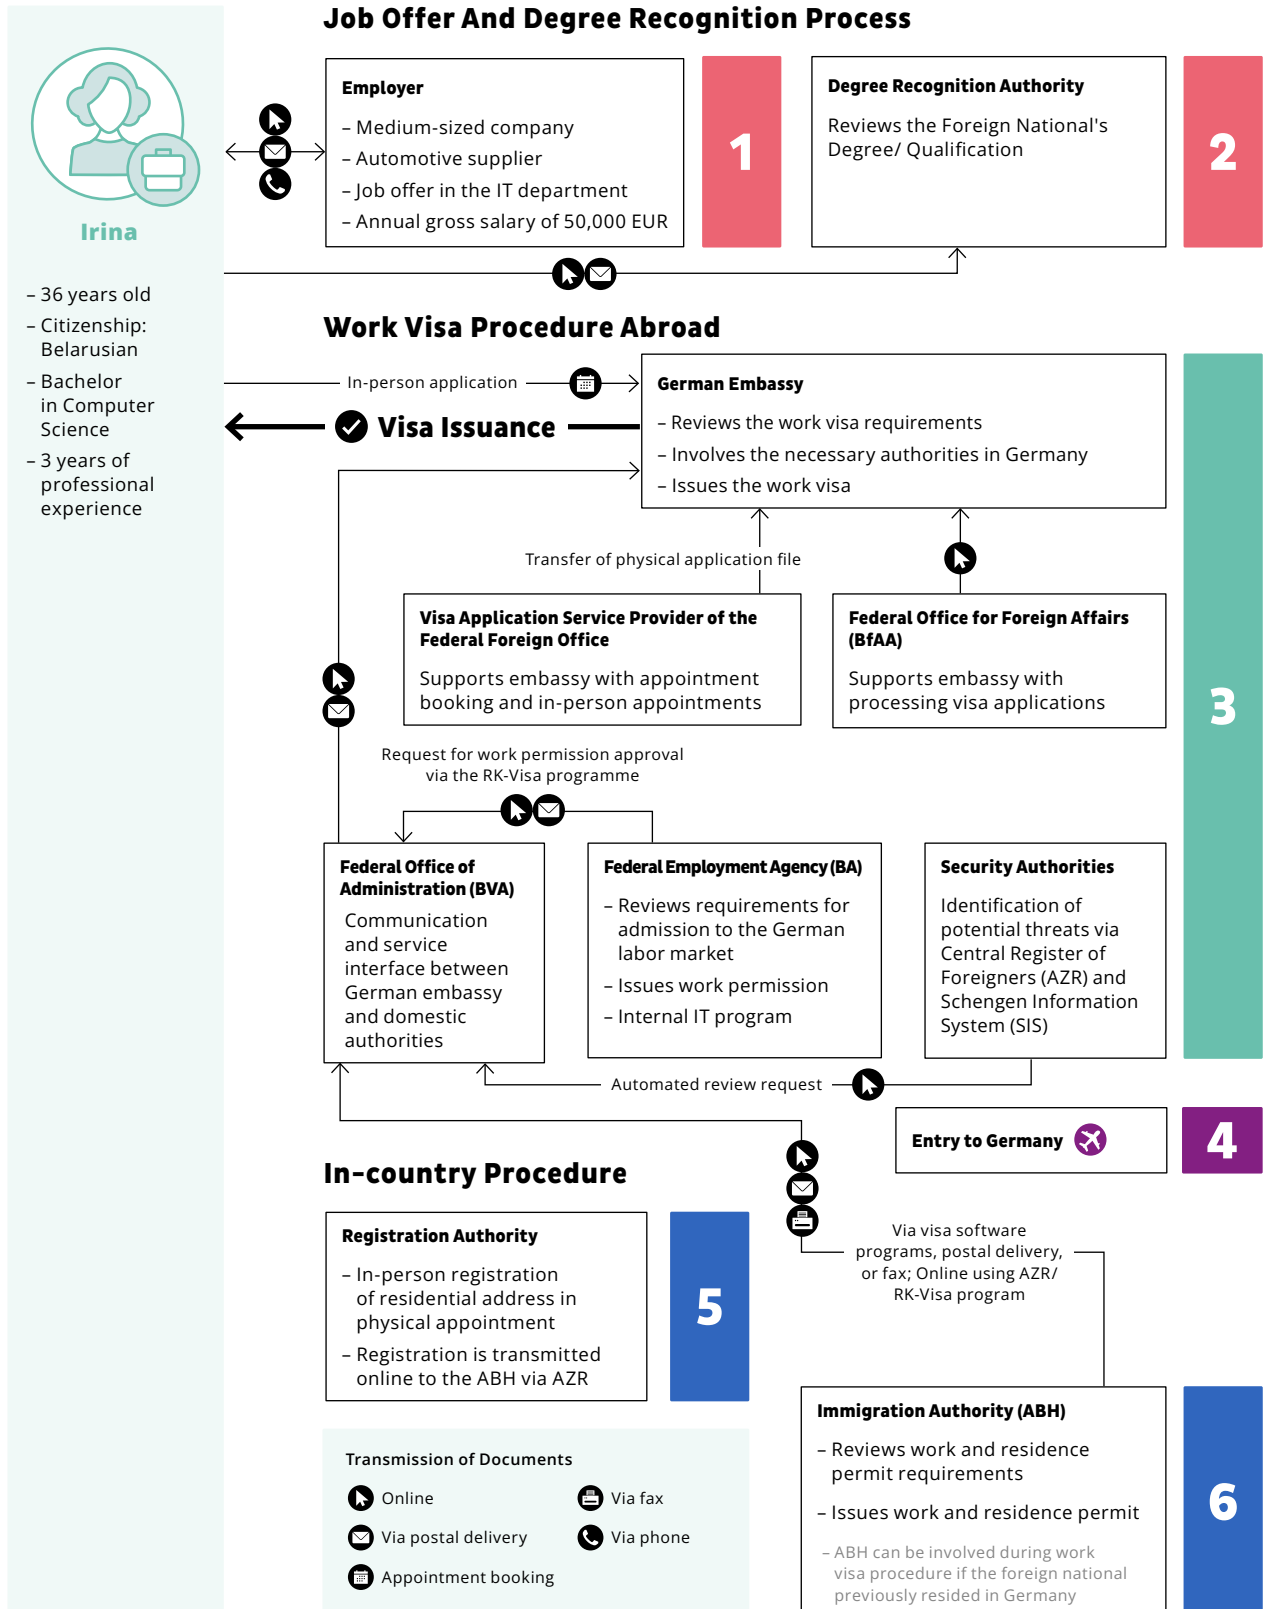 Job Offer And Degree Recognition Process
Irina
– 36 years old
– Citizenship:
Belarusian
– Bachelor
in Computer
Science
– 3 years of
professional
experience
Employer
– Medium-sized company
– Automotive supplier
– Job offer in the IT department
– Annual gross salary of 50,000 EUR
1
Degree Recognition Authority
Reviews the Foreign National's
Degree/ Qualification
2
Work Visa Procedure Abroad
In-person application
Visa Issuance
German Embassy
– Reviews the work visa requirements
– Involves the necessary authorities in Germany
– Issues the work visa
3
Transfer of physical application file
Visa Application Service Provider of the
Federal Foreign Office
Supports embassy with appointment
booking and in-person appointments
Federal Office for Foreign Affairs
(BfAA)
Supports embassy with
processing visa applications
Request for work permission approval
via the RK-Visa programme
Federal Office of
Administration (BVA)
Communication
and service
interface between
German embassy
and domestic
authorities
Federal Employment Agency (BA)
– Reviews requirements for
admission to the German
labor market
– Issues work permission
– Internal IT program
Security Authorities
Identification of
potential threats via
Central Register of
Foreigners (AZR) and
Schengen Information
System (SIS)
Automated review request
Entry to Germany
4
In-country Procedure
Registration Authority
– In-person registration
of residential address in
physical appointment
– Registration is transmitted
online to the ABH via AZR
5
Via visa software
programs, postal delivery,
or fax; Online using AZR/
RK-Visa program
Immigration Authority (ABH)
– Reviews work and residence
permit requirements
– Issues work and residence permit
– ABH can be involved during work
visa procedure if the foreign national
previously resided in Germany
6
Transmission of Documents
Online
Via postal delivery
Appointment booking
Via fax
Via phone